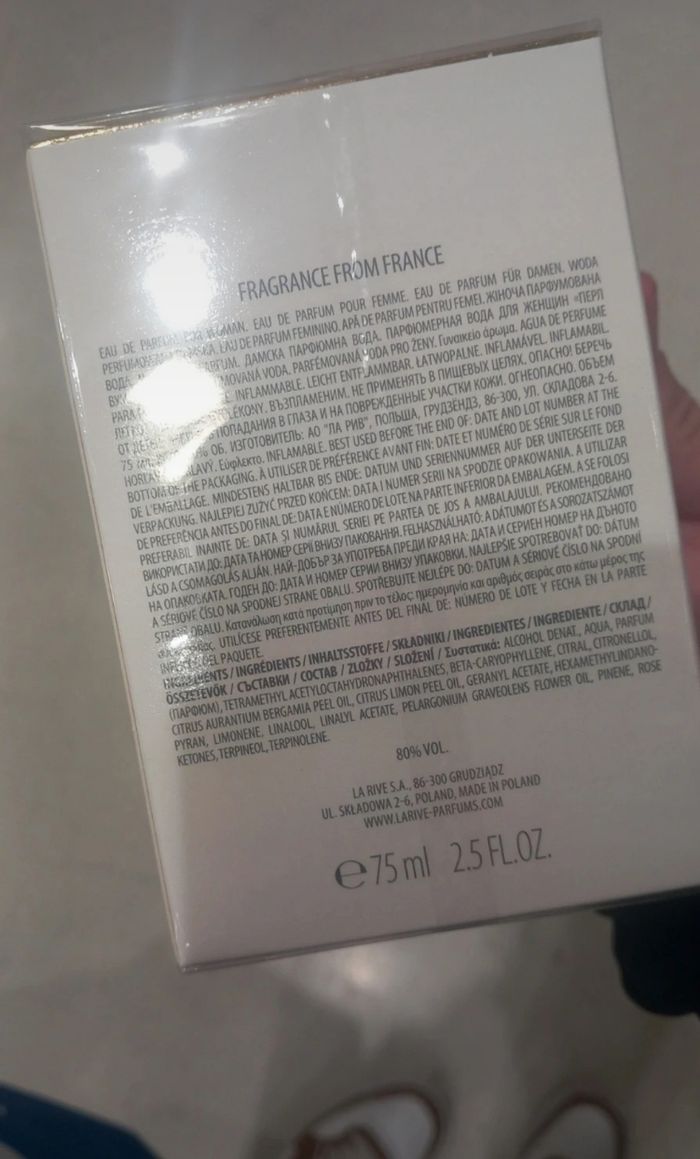 FRAGRANCE FROM FRANCE
EAU DE PARFUM WOMAN. EAU DE PARFUM POUR FEMME. EAU DE PARFUM FÜR DAMEN. WODA
EAU DE PARFUM FEMININO. APĂ DE PARFUM PENTRU FEMEI. ЖІНОЧА ПАРФУМОВАНА
ВОДА. ДАМСКА ПАРФЮМНА ВОДА. ПАРФЮМЕРНАЯ ВОДА ДЛЯ ЖЕНЩИН «ПЕРЛ
PARFÉMOVANÁ VODA PRO ŽENY. Γυναικείο άρωμα. AGUA DE PERFUME
PARA INFLAMMABLE. LEICHT ENTFLAMMBAR. ŁATWOPALNE. INFLAMÁVEL. INFLAMABIL.
ВЪЗПЛАМЕНИМ. НЕ ПРИМЕНЯТЬ В ПИЩЕВЫХ ЦЕЛЯХ. ОПАСНО! БЕРЕЧЬ
ОТ ПОПАДАНИЯ В ГЛАЗА И НА ПОВРЕЖДЕННЫЕ УЧАСТКИ КОЖИ. ОГНЕОПАСНО. ОБЪЕМ
75 ОБ. ИЗГОТОВИТЕЛЬ: АО "ЛА РИВ", ПОЛЬША, ГРУДЗЁНДЗ, 86-300, УЛ. СКЛАДОВА 2-6.
HORĽAVÝ. Εύφλεκτο. INFLAMABLE. BEST USED BEFORE THE END OF: DATE AND LOT NUMBER AT THE
BOTTOM OF THE PACKAGING. À UTILISER DE PRÉFÉRENCE AVANT FIN: DATE ET NUMÉRO DE SÉRIE SUR LE FOND
DE L'EMBALLAGE. MINDESTENS HALTBAR BIS ENDE: DATUM UND SERIENNUMMER AUF DER UNTERSEITE DER
VERPACKUNG. NAJLEPIEJ ZUŻYĆ PRZED KOŃCEM: DATA I NUMER SERII NA SPODZIE OPAKOWANIA. A UTILIZAR
DE PREFERÊNCIA ANTES DO FINAL DE: DATA E NÚMERO DE LOTE NA PARTE INFERIOR DA EMBALAGEM. A SE FOLOSI
PREFERABIL INAINTE DE: DATA ȘI NUMĂRUL SERIEI PE PARTEA DE JOS A AMBALAJULUI. РЕКОМЕНДОВАНО
ВИКОРИСТАТИ ДО: ДАТА ТА НОМЕР СЕРІЇ ВНИЗУ ПАКОВАННЯ. FELHASZNÁLHATÓ: A DÁTUMOT ÉS A SOROZATSZÁMOT
LÁSD A CSOMAGOLÁS ALJÁN. НАЙ-ДОБЪР ЗА УПОТРЕБА ПРЕДИ КРАЯ НА: ДАТА И СЕРИЕН НОМЕР НА ДЪНОТО
НА ОПАКОВКАТА. ГОДЕН ДО: ДАТА И НОМЕР СЕРИИ ВНИЗУ УПАКОВКИ. NAJLEPŠIE SPOTREBOVAŤ DO: DÁTUM
A SÉRIOVÉ ČÍSLO NA SPODNEJ STRANE OBALU. SPOTŘEBUJTE NEJLÉPE DO: DATUM A SÉRIOVÉ ČÍSLO NA SPODNÍ
STRANĚ OBALU. Κατανάλωση κατά προτίμηση πριν το τέλος: ημερομηνία και αριθμός σειράς στο κάτω μέρος της
UTILÍCESE PREFERENTEMENTE ANTES DEL FINAL DE: NÚMERO DE LOTE Y FECHA EN LA PARTE
INFERIOR DEL PAQUETE.
INGREDIENTS / INGRÉDIENTS / INHALTSSTOFFE / SKŁADNIKI / INGREDIENTES / INGREDIENTE / СКЛАД /
ÖSSZETEVŐK / СЪСТАВКИ / СОСТАВ / ZLOŽKY / SLOŽENÍ / Συστατικά: ALCOHOL DENAT., AQUA, PARFUM
(ПАРФЮМ), TETRAMETHYL ACETYLOCTAHYDRONAPHTHALENES, BETA-CARYOPHYLLENE, CITRAL, CITRONELLOL,
CITRUS AURANTIUM BERGAMIA PEEL OIL, CITRUS LIMON PEEL OIL, GERANYL ACETATE, HEXAMETHYLINDANO-
PYRAN, LIMONENE, LINALOOL, LINALYL ACETATE, PELARGONIUM GRAVEOLENS FLOWER OIL, PINENE, ROSE
KETONES, TERPINEOL, TERPINOLENE.
80% VOL.
LA RIVE S.A., 86-300 GRUDZIĄDZ
UL. SKŁADOWA 2-6, POLAND, MADE IN POLAND
WWW.LARIVE-PARFUMS.COM
℮75 ml 2.5 FL.OZ.